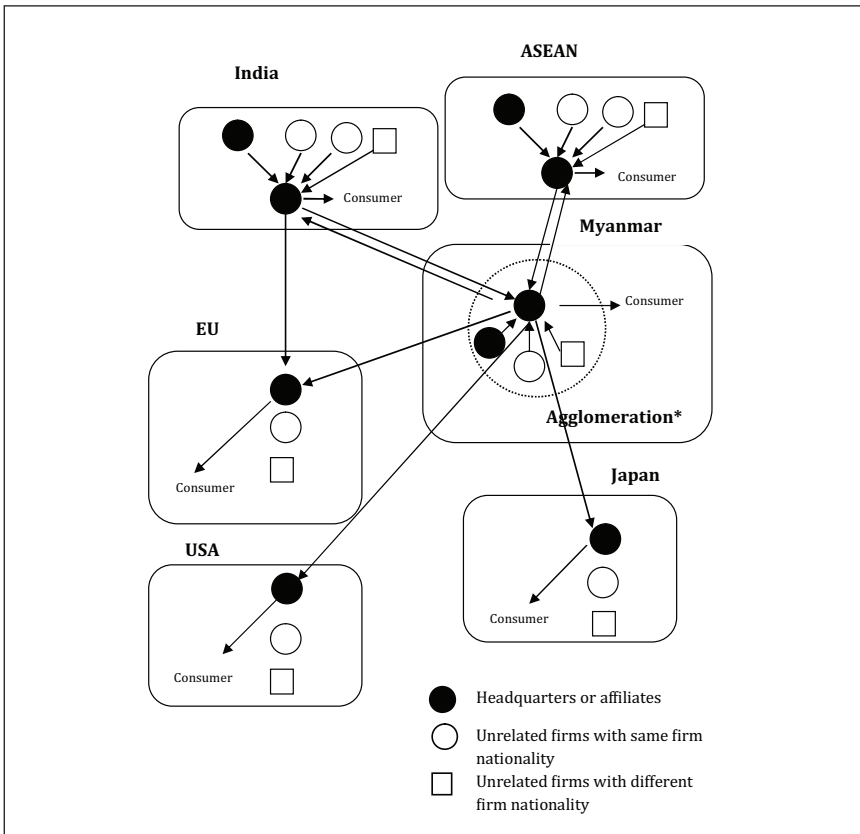 ASEAN
India
Consumer
Consumer
Myanmar
Consumer
EU
Agglomeration*
Consumer
Japan
USA
Consumer
Consumer
Headquarters or affiliates
Unrelated firms with same firm
nationality
Unrelated firms with different
firm nationality